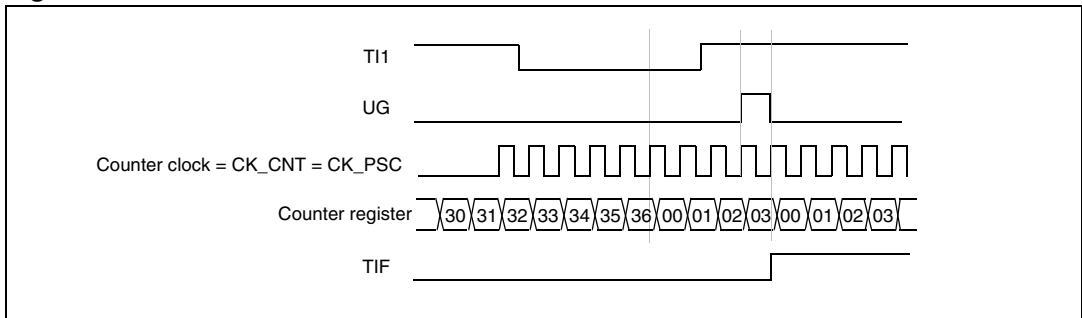 TI1
UG
Counter clock = CK_CNT = CK_PSC
Counter register 30 31 32 33 34 35 36 00 01 02 03 00 01 02 03
TIF